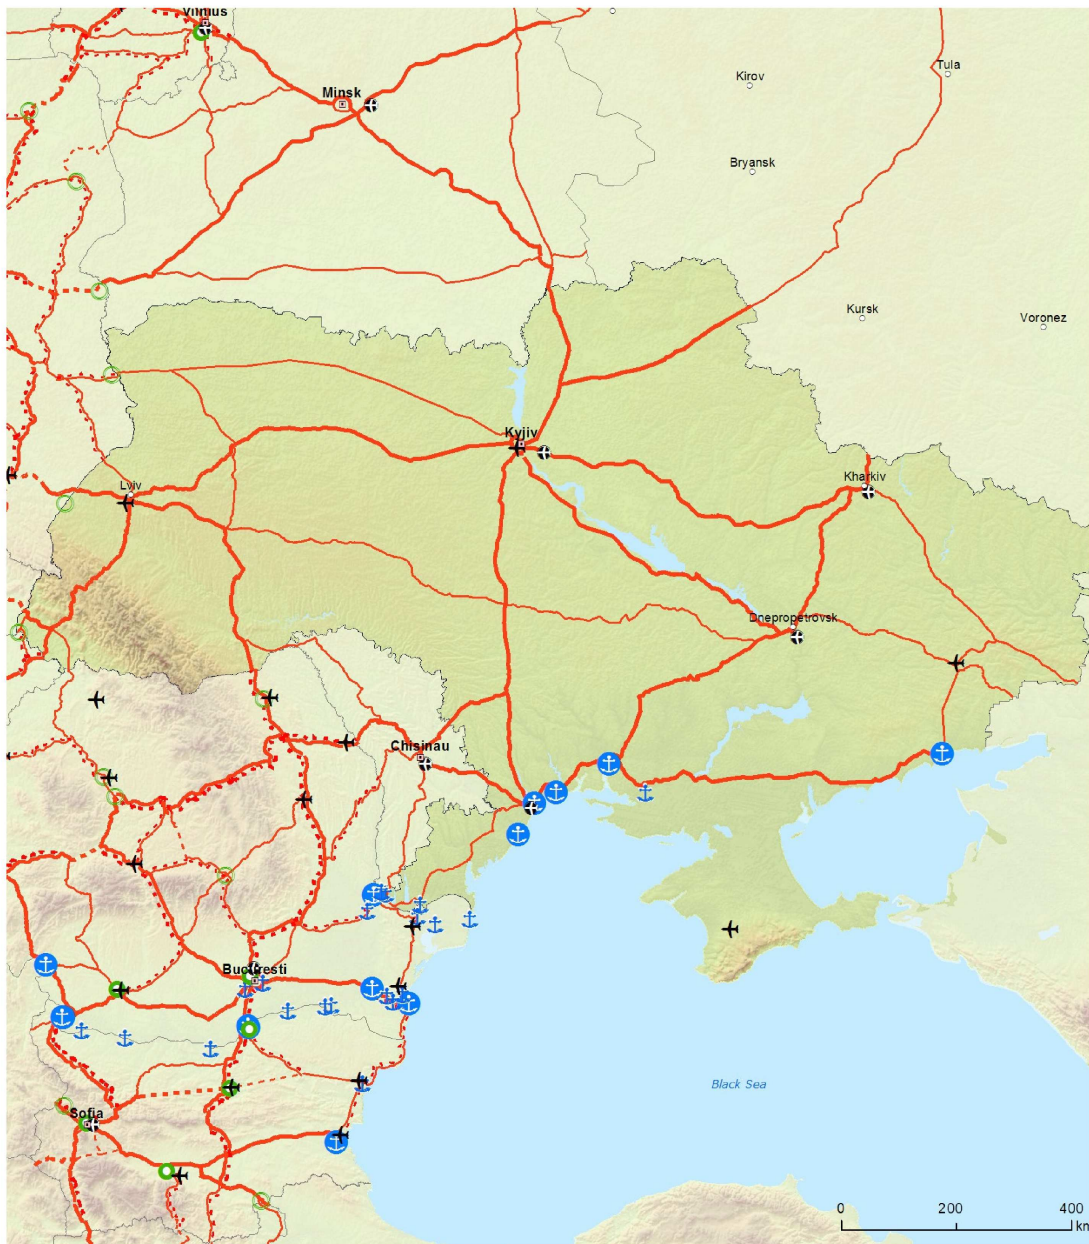 Vilnius
Tula
Kirov
Minsk
Bryansk
Kursk
Voronez
Kyjiv
Kharkiv
Lviv
Dnepropetrovsk
Chisinau
Bucuresti
Black Sea
Sofia
0 200 400
km